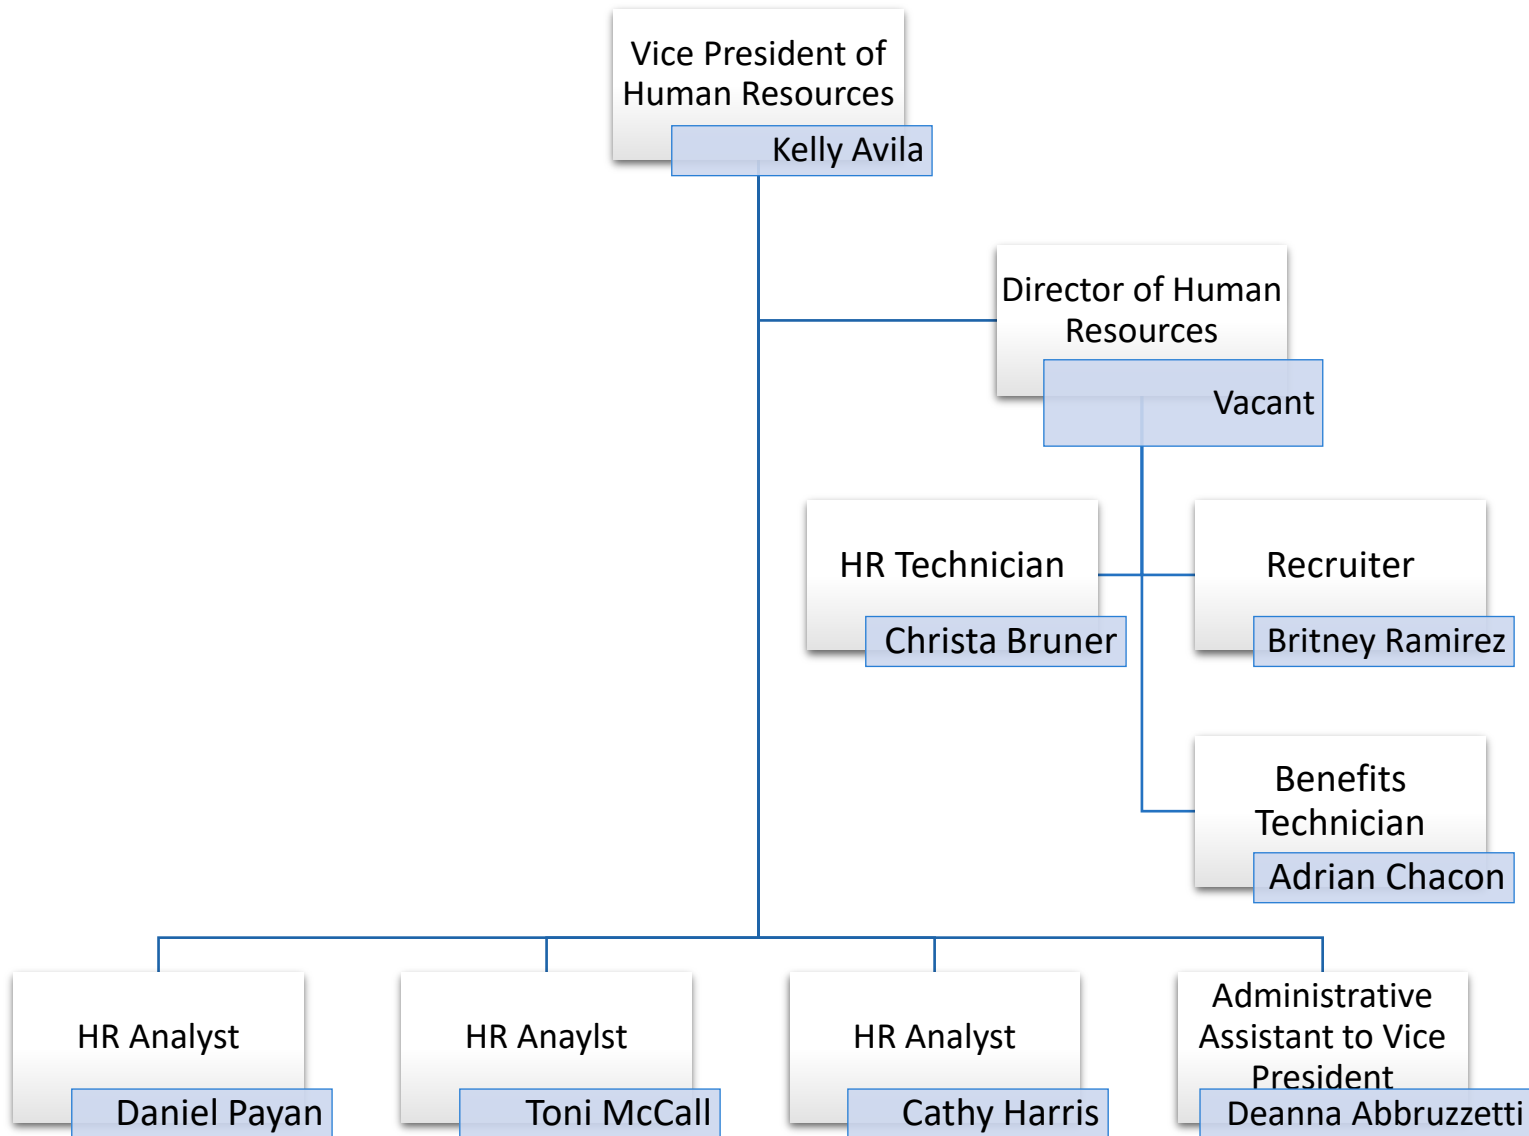 Vice President of
Human Resources
Kelly Avila
Director of Human
Resources
Vacant
HR Technician
Christa Bruner
Recruiter
Britney Ramirez
Benefits
Technician
Adrian Chacon
HR Analyst
Daniel Payan
HR Anaylst
Toni McCall
HR Analyst
Cathy Harris
Administrative
Assistant to Vice
President
Deanna Abbruzzetti